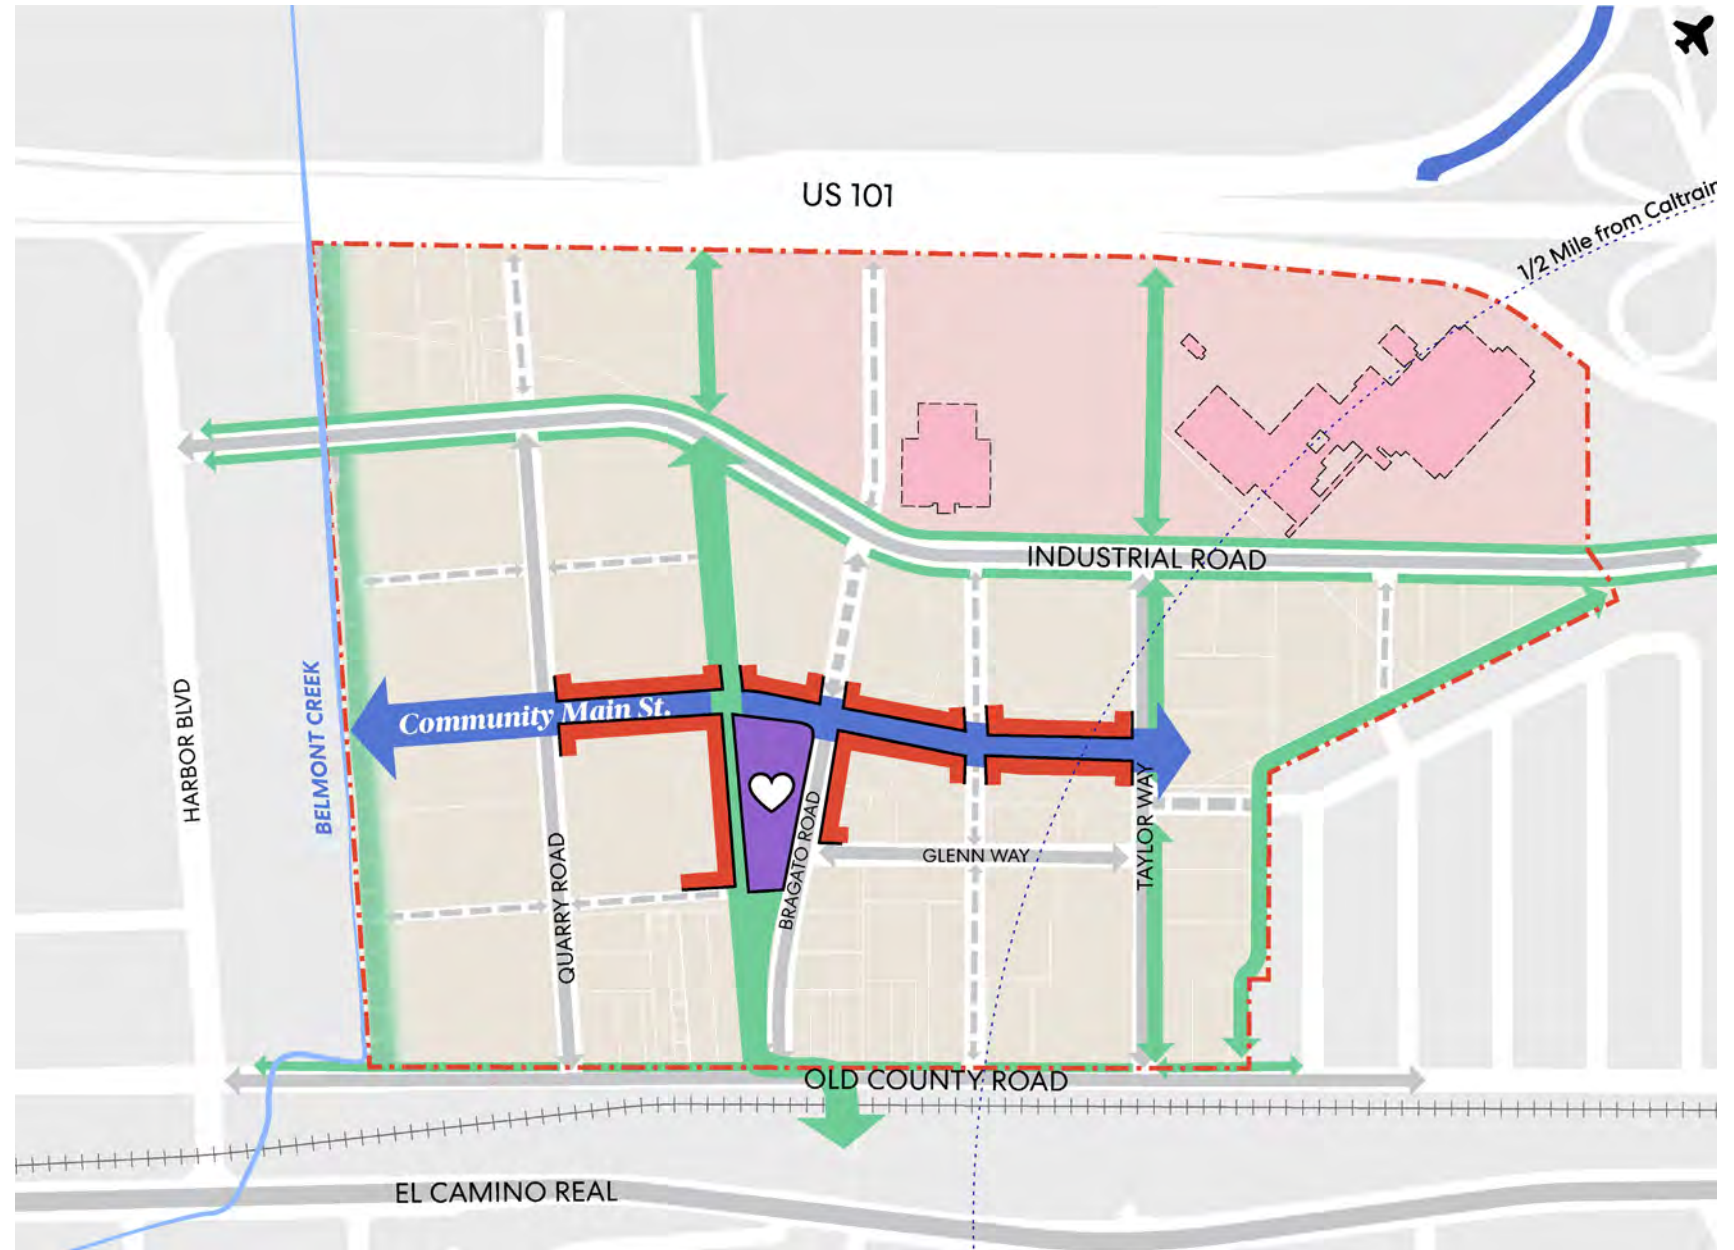 US 101
1/2 Mile from Caltrain
INDUSTRIAL ROAD
HARBOR BLVD
BELMONT CREEK
Community Main St.
QUARRY ROAD
BRAGATO ROAD
GLENN WAY
TAYLOR WAY
OLD COUNTY ROAD
EL CAMINO REAL